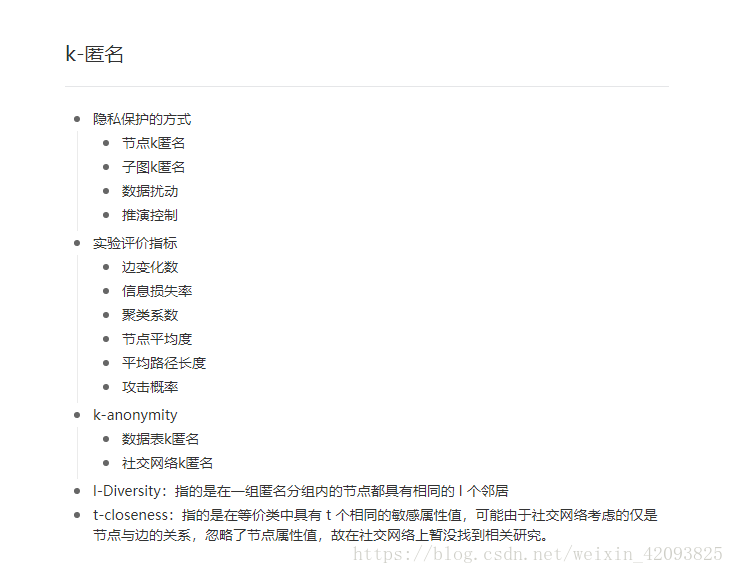 k-匿名
隐私保护的方式
节点k匿名
子图k匿名
数据扰动
推演控制
实验评价指标
边变化数
信息损失率
聚类系数
节点平均度
平均路径长度
攻击概率
k-anonymity
数据表k匿名
社交网络k匿名
l-Diversity：指的是在一组匿名分组内的节点都具有相同的 l 个邻居
t-closeness：指的是在等价类中具有 t 个相同的敏感属性值，可能由于社交网络考虑的仅是
节点与边的关系，忽略了节点属性值，故在社交网络上暂没找到相关研究。
https://blog.csdn.net/weixin_42093825